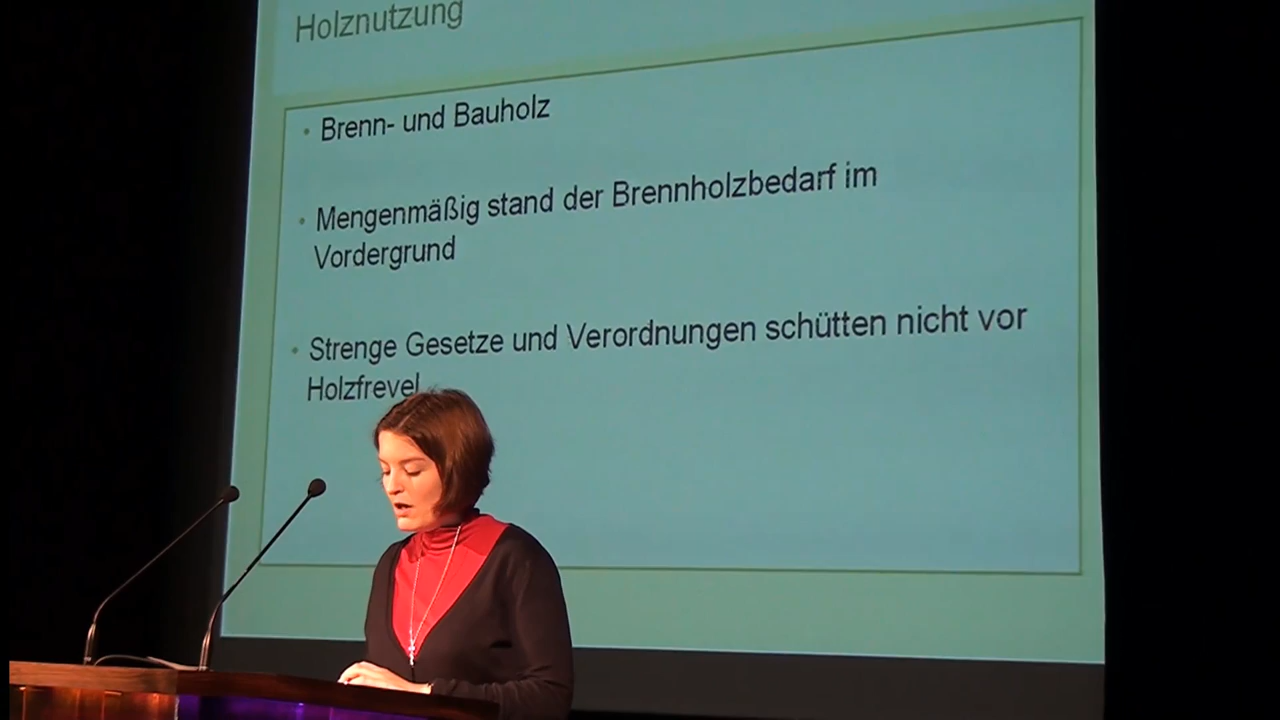 Holznutzung
Brenn- und Bauholz
Mengenmäßig stand der Brennholzbedarf im
Vordergrund
Strenge Gesetze und Verordnungen schütten nicht vor
Holzfrevel